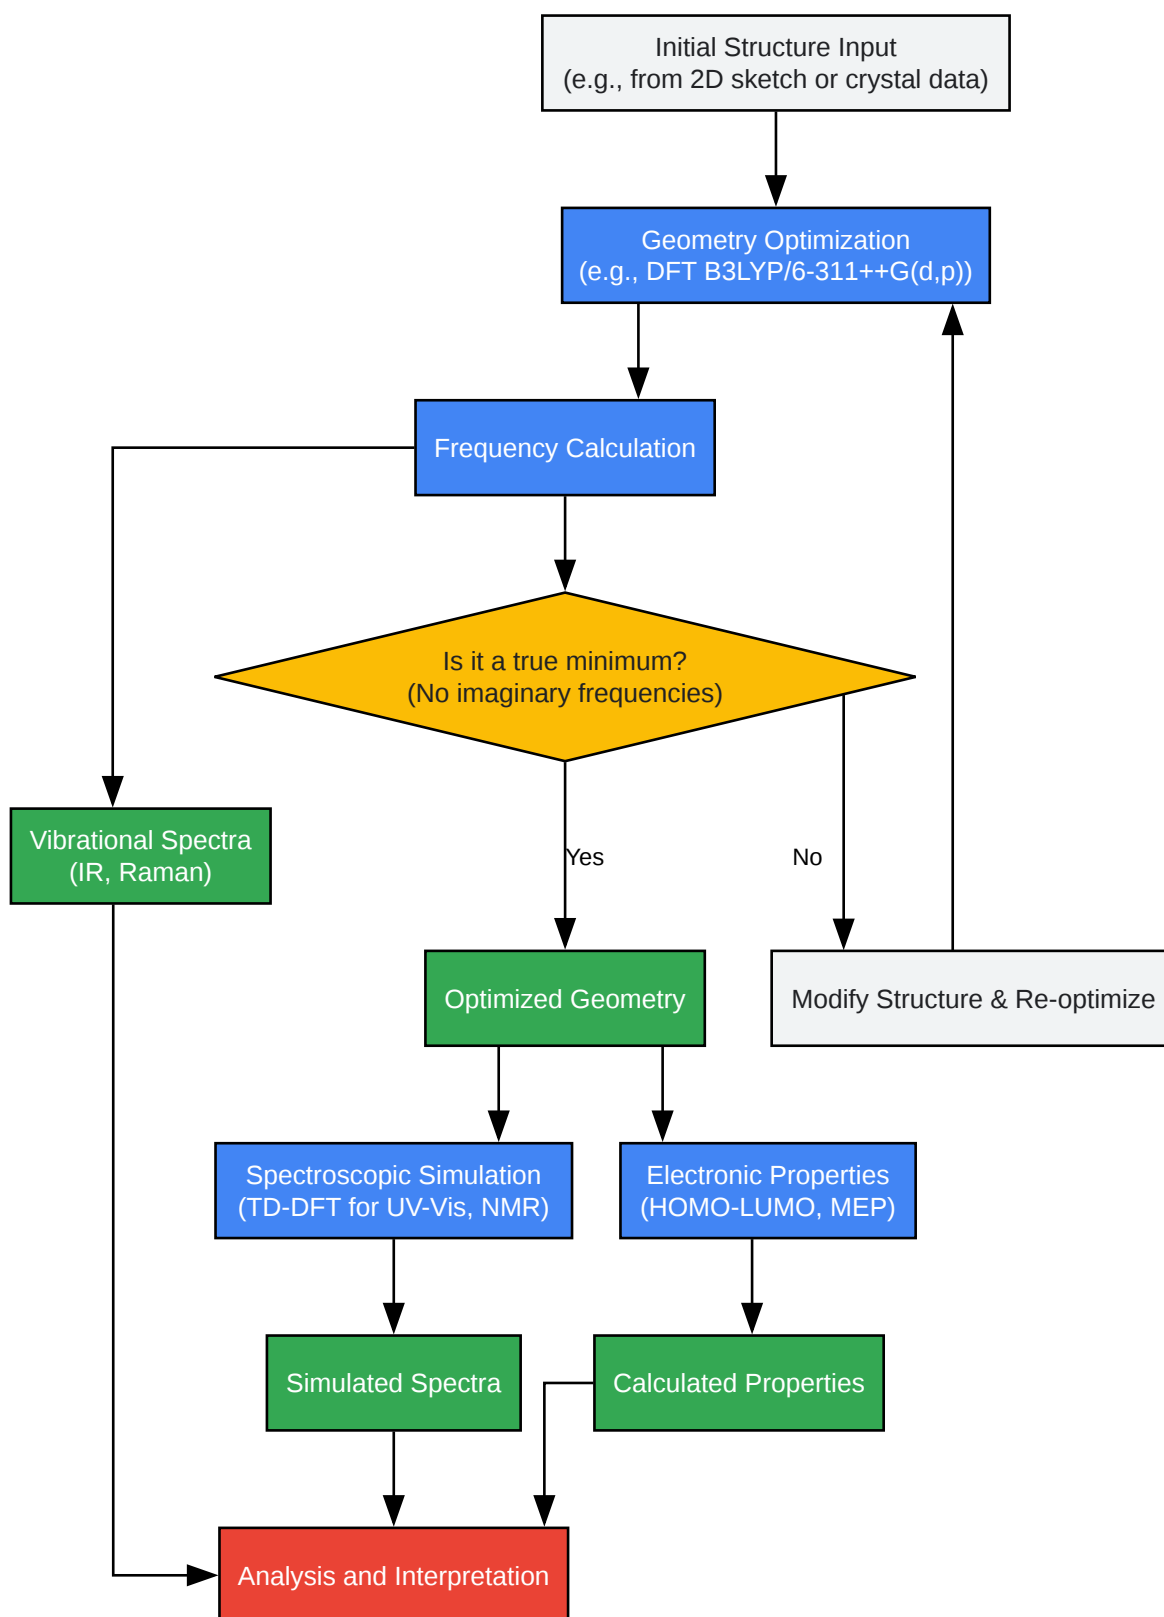 Initial Structure Input
(e.g., from 2D sketch or crystal data)
Geometry Optimization
(e.g., DFT B3LYP/6-311++G(d,p))
Frequency Calculation
Is it a true minimum?
(No imaginary frequencies)
Vibrational Spectra
(IR, Raman)
Yes
No
Optimized Geometry
Modify Structure & Re-optimize
Spectroscopic Simulation
(TD-DFT for UV-Vis, NMR)
Electronic Properties
(HOMO-LUMO, MEP)
Simulated Spectra
Calculated Properties
Analysis and Interpretation